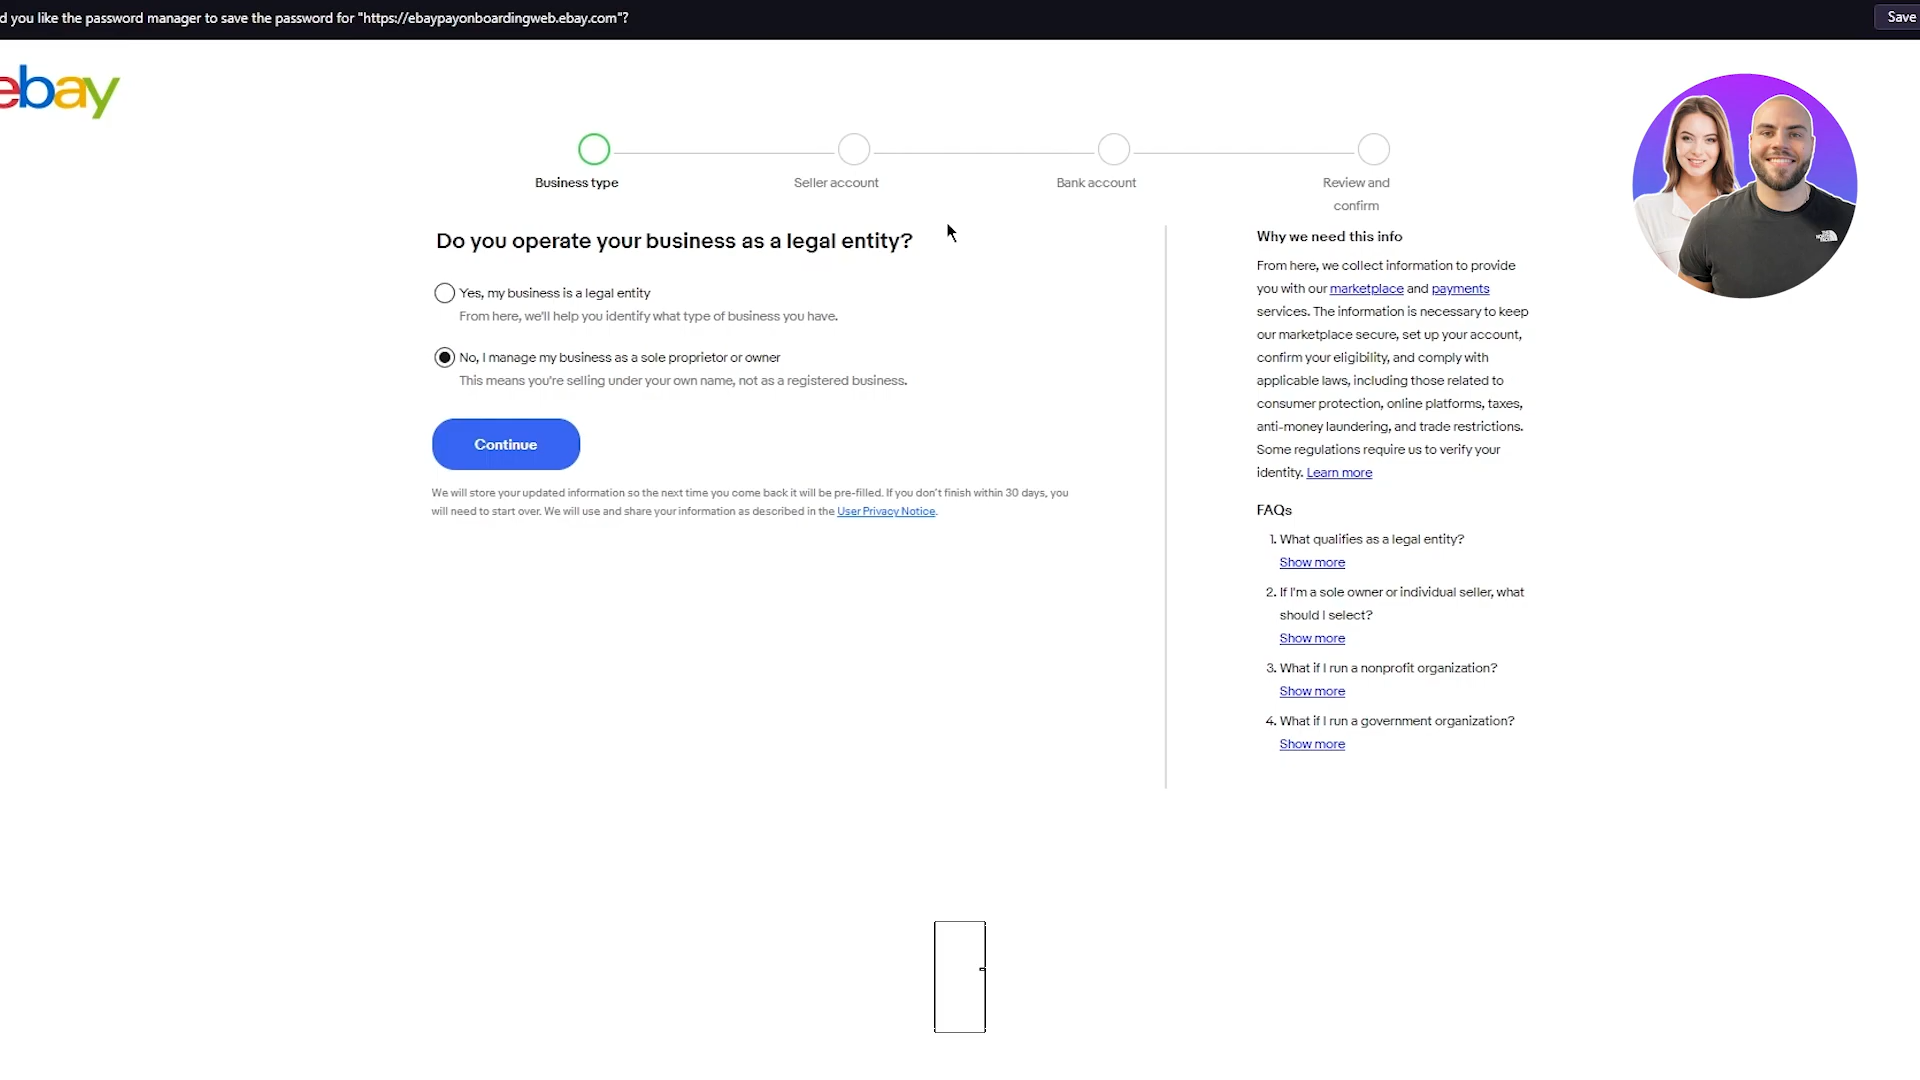 d you like the password manager to save the password for "https://ebaypayonboardingweb.ebay.com"?
Save
ebay
Business type
Seller account
Bank account
Review and
confirm
Do you operate your business as a legal entity?
Yes, my business is a legal entity
From here, we'll help you identify what type of business you have.
No, I manage my business as a sole proprietor or owner
This means you're selling under your own name, not as a registered business.
Continue
We will store your updated information so the next time you come back it will be pre-filled. If you don't finish within 30 days, you
will need to start over. We will use and share your information as described in the User Privacy Notice.
Why we need this info
From here, we collect information to provide
you with our marketplace and payments
services. The information is necessary to keep
our marketplace secure, set up your account,
confirm your eligibility, and comply with
applicable laws, including those related to
consumer protection, online platforms, taxes,
anti-money laundering, and trade restrictions.
Some regulations require us to verify your
identity. Learn more
FAQs
1. What qualifies as a legal entity?
Show more
2. If I'm a sole owner or individual seller, what
should I select?
Show more
3. What if I run a nonprofit organization?
Show more
4. What if I run a government organization?
Show more